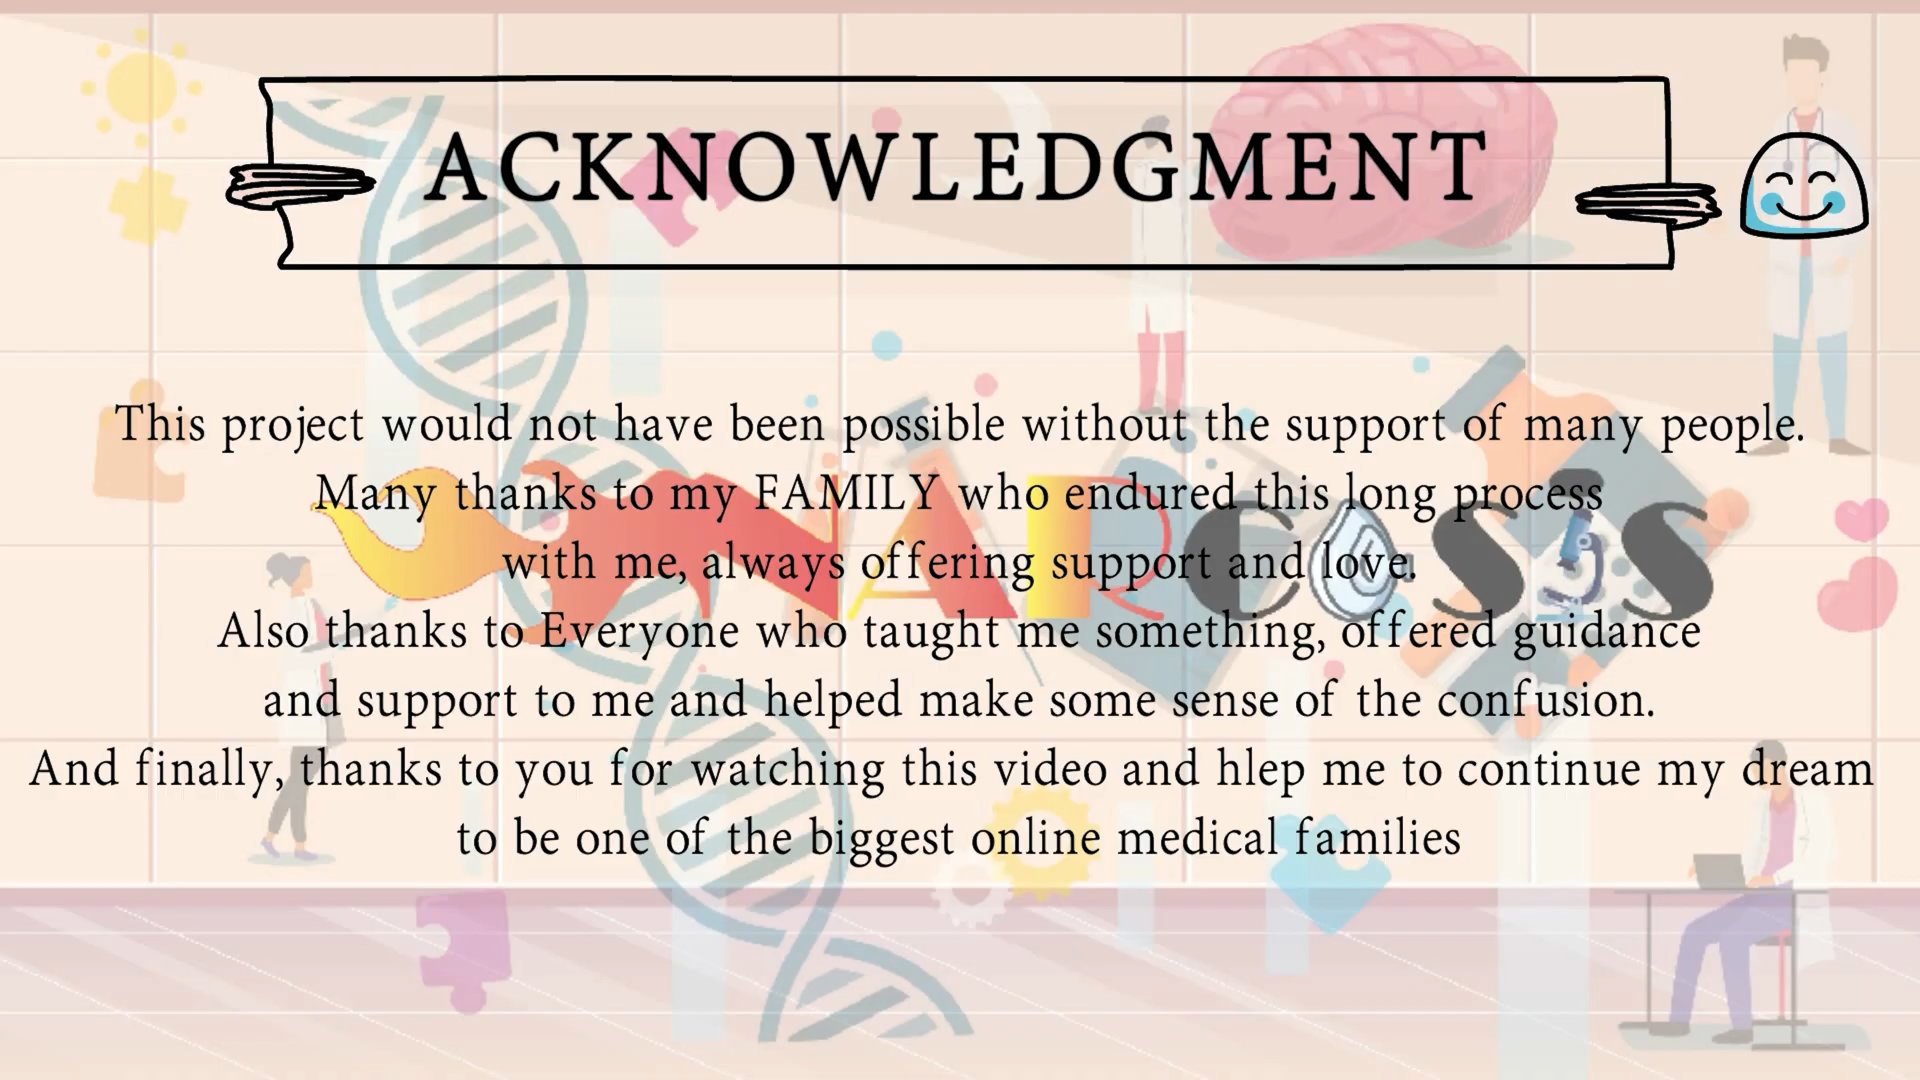 ACKNOWLEDGMENT
This project would not have been possible without the support of many people.
Many thanks to my FAMILY who endured this long process
with me, always offering support and love.
NARCOSIS
Also thanks to Everyone who taught me something, offered guidance
and support to me and helped make some sense of the confusion.
And finally, thanks to you for watching this video and hlep me to continue my dream
to be one of the biggest online medical families